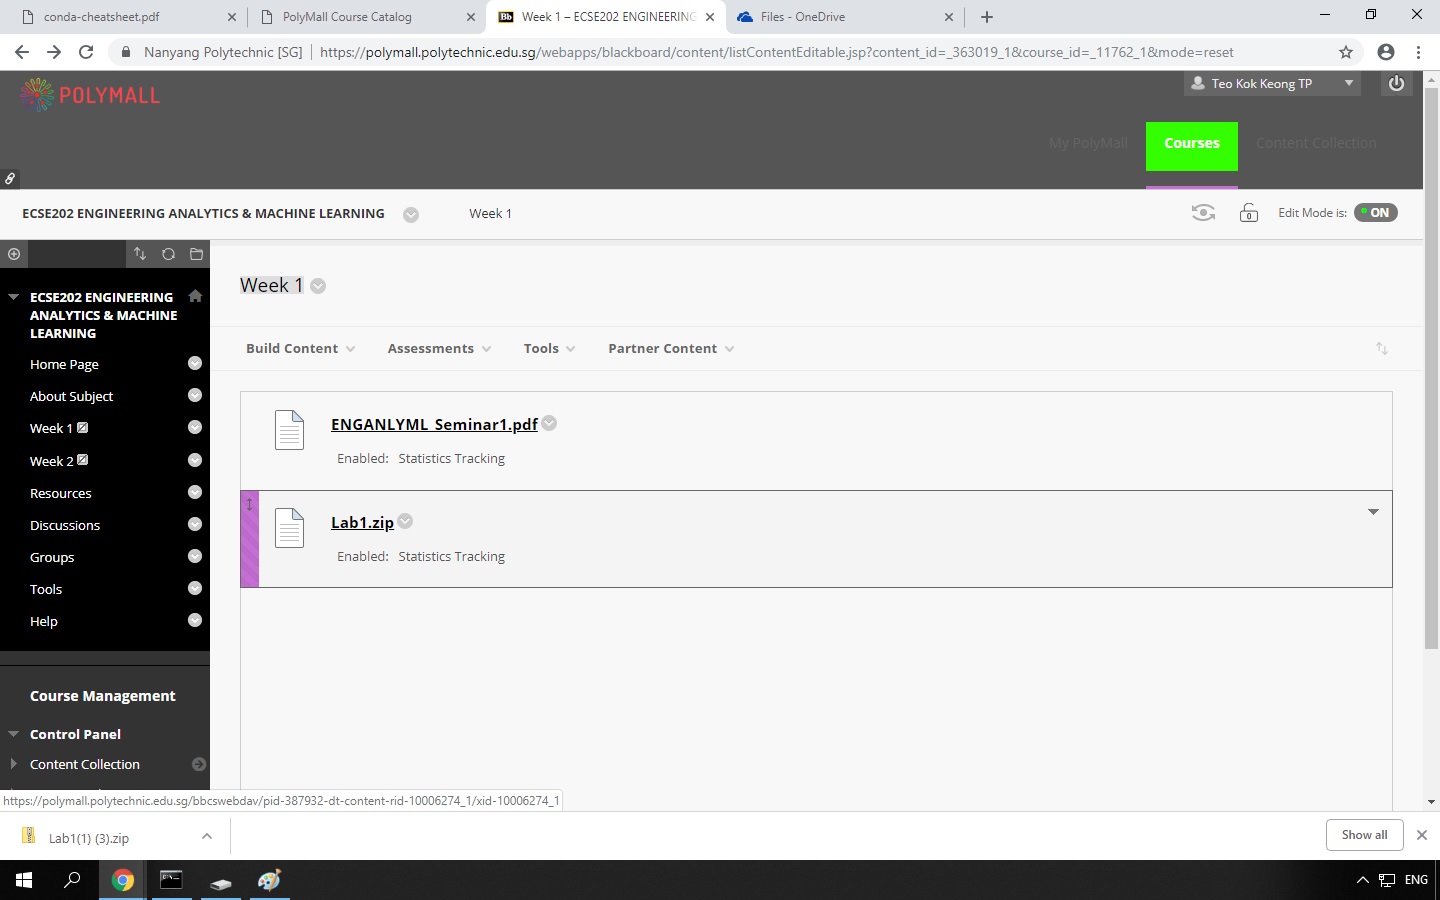 conda-cheatsheet.pdf
PolyMall Course Catalog
Bb Week 1 – ECSE202 ENGINEERING
Files - OneDrive
Nanyang Polytechnic [SG] https://polymall.polytechnic.edu.sg/webapps/blackboard/content/listContentEditable.jsp?content_id=_363019_1&course_id=_11762_1&mode=reset
POLYMALL
Teo Kok Keong TP
My PolyMall Courses Content Collection
ECSE202 ENGINEERING ANALYTICS & MACHINE LEARNING Week 1
Edit Mode is: ON
ECSE202 ENGINEERING
ANALYTICS & MACHINE
LEARNING
Home Page
About Subject
Week 1
Week 2
Resources
Discussions
Groups
Tools
Help
Course Management
Control Panel
Content Collection
Week 1
Build Content Assessments Tools Partner Content
ENGANLYML_Seminar1.pdf
Enabled: Statistics Tracking
Lab1.zip
Enabled: Statistics Tracking
https://polymall.polytechnic.edu.sg/bbcswebdav/pid-387932-dt-content-rid-10006274_1/xid-10006274_1
Lab1(1) (3).zip
Show all
ENG